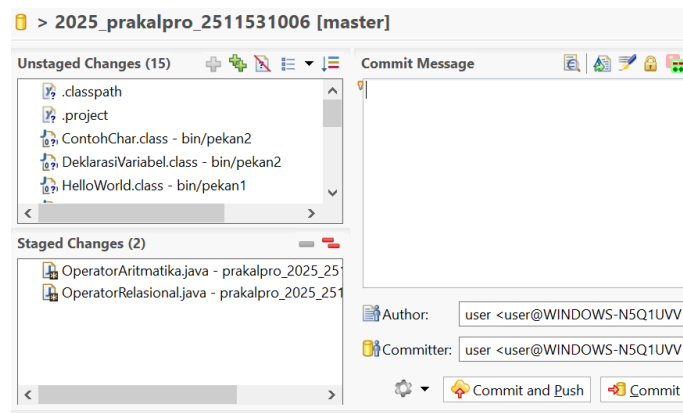 > 2025_prakalpro_2511531006 [master]
Unstaged Changes (15)
.classpath
.project
ContohChar.class - bin/pekan2
DeklarasiVariabel.class - bin/pekan2
HelloWorld.class - bin/pekan1
Staged Changes (2)
OperatorAritmatika.java - prakalpro_2025_251
OperatorRelasional.java - prakalpro_2025_251
Commit Message
Author: user <user@WINDOWS-N5Q1UVV
Committer: user <user@WINDOWS-N5Q1UVV
Commit and Push
Commit